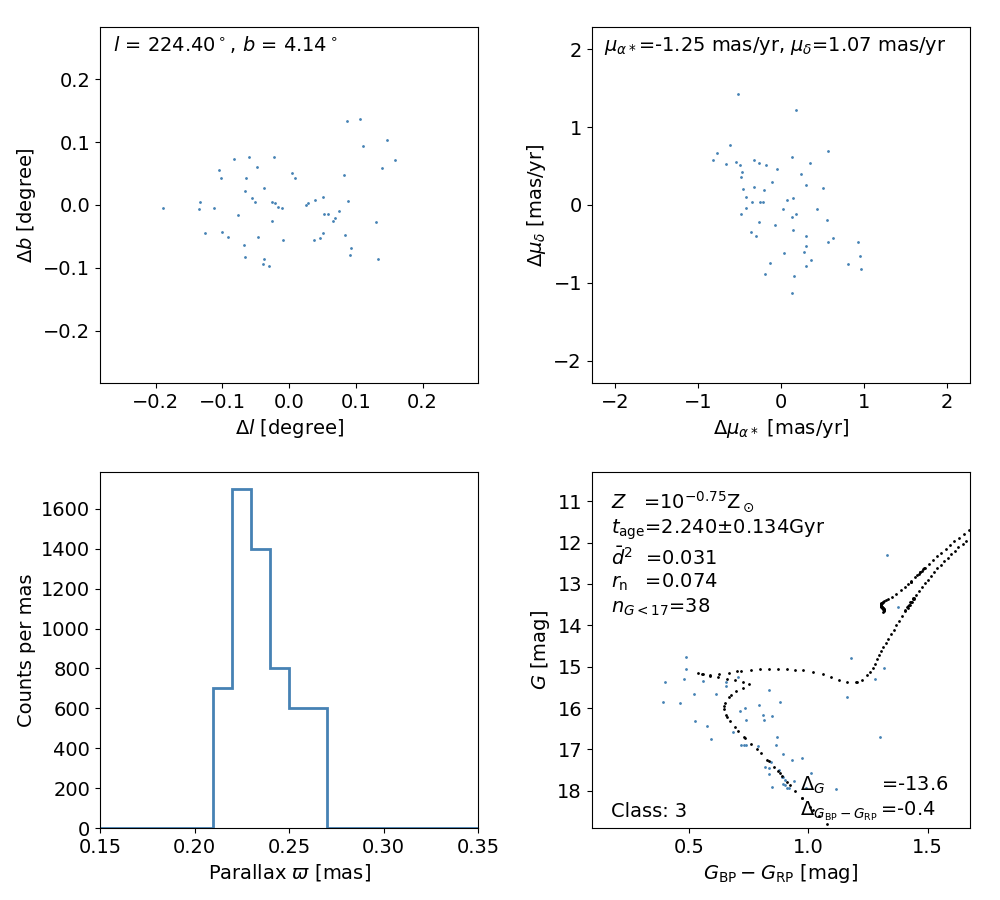 l = 224.40°, b = 4.14°
0.2
0.1
0.0
−0.1
−0.2
Δb [degree]
−0.2 −0.1 0.0 0.1 0.2
Δl [degree]
μα*=-1.25 mas/yr, μδ=1.07 mas/yr
2
1
0
−1
−2
Δμδ [mas/yr]
−2 −1 0 1 2
Δμα* [mas/yr]
1600
1400
1200
1000
800
600
400
200
0
Counts per mas
0.15 0.20 0.25 0.30 0.35
Parallax ϖ [mas]
Z =10^−0.75 Z⊙
t_age=2.240±0.134Gyr
d̄² =0.031
r_n =0.074
n_G<17=38
11
12
13
14
15
16
17
18
G [mag]
Δ_G =-13.6
Class: 3 Δ_G_BP−G_RP =-0.4
0.5 1.0 1.5
G_BP − G_RP [mag]